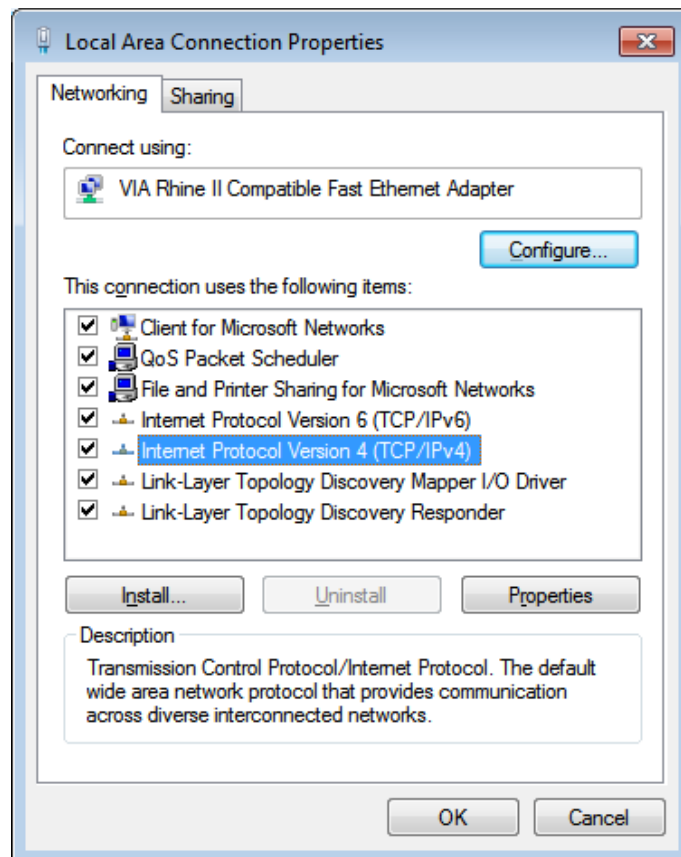 Local Area Connection Properties
Networking
Sharing
Connect using:
VIA Rhine II Compatible Fast Ethernet Adapter
Configure...
This connection uses the following items:
Client for Microsoft Networks
QoS Packet Scheduler
File and Printer Sharing for Microsoft Networks
Internet Protocol Version 6 (TCP/IPv6)
Internet Protocol Version 4 (TCP/IPv4)
Link-Layer Topology Discovery Mapper I/O Driver
Link-Layer Topology Discovery Responder
Install...
Uninstall
Properties
Description
Transmission Control Protocol/Internet Protocol. The default
wide area network protocol that provides communication
across diverse interconnected networks.
OK
Cancel